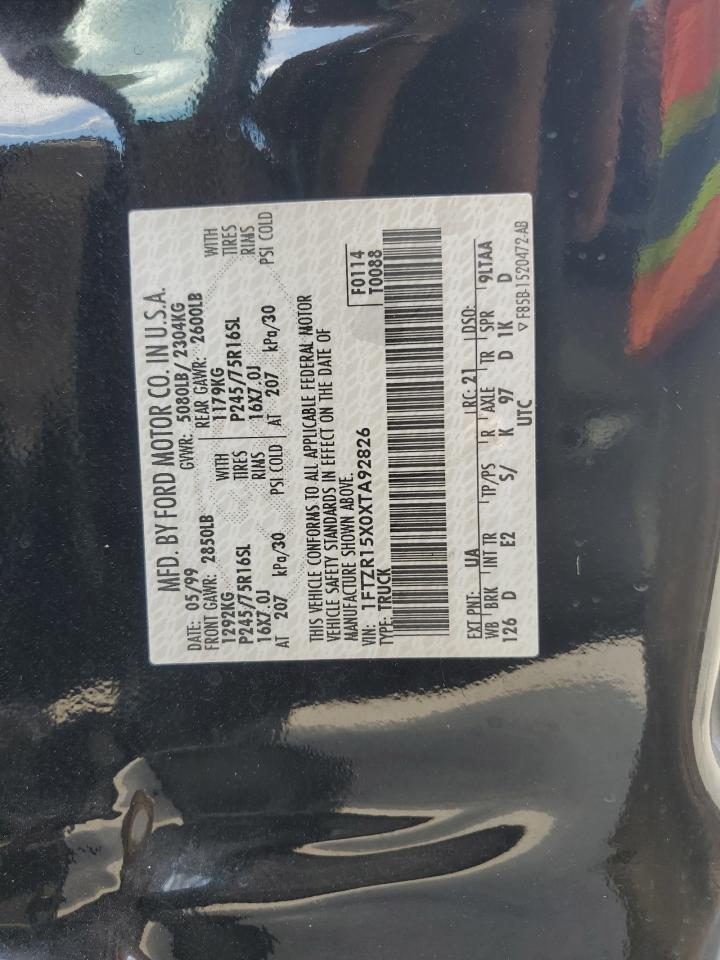 MFD. BY FORD MOTOR CO. IN U.S.A.
DATE: 05/99 GVWR: 5080LB/ 2304KG
FRONT GAWR: 2850LB REAR GAWR: 2600LB
1292KG WITH 1179KG WITH
P245/75R16SL TIRES P245/75R16SL TIRES
16X7.0J RIMS 16X7.0J RIMS
AT 207 kPa/30 PSI COLD AT 207 kPa/30 PSI COLD
THIS VEHICLE CONFORMS TO ALL APPLICABLE FEDERAL MOTOR
VEHICLE SAFETY STANDARDS IN EFFECT ON THE DATE OF
MANUFACTURE SHOWN ABOVE.
VIN: 1FTZR15X0XTA92826 F0114
TYPE: TRUCK T0088
EXT PNT: UA RC: 21 DSO:
WB BRK INT TR TP/PS R AXLE TR SPR 9LTAA
126 D E2 S/ K 97 D 1K D
UTC ▽ F85B-1520472-AB